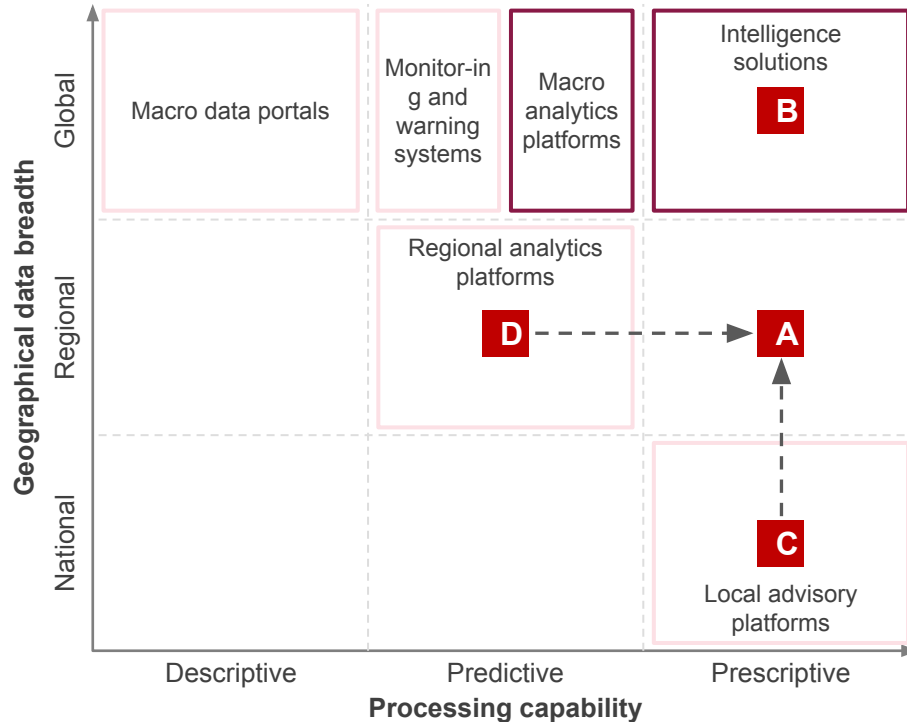 Geographical data breadth
Global
Regional
National
Macro data portals
Monitor-in
g and
warning
systems
Macro
analytics
platforms
Intelligence
solutions
B
Regional analytics
platforms
D
A
C
Local advisory
platforms
Descriptive
Predictive
Prescriptive
Processing capability